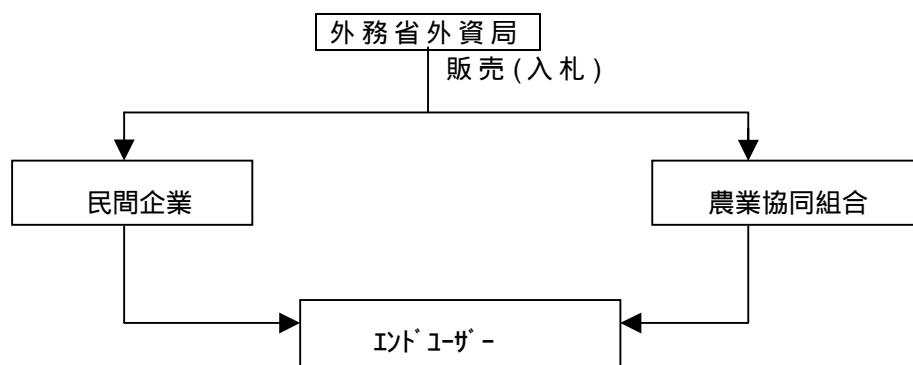 外務省外資局
販売(入札)
民間企業
農業協同組合
ｴﾝﾄﾞﾕｰｻﾞｰ